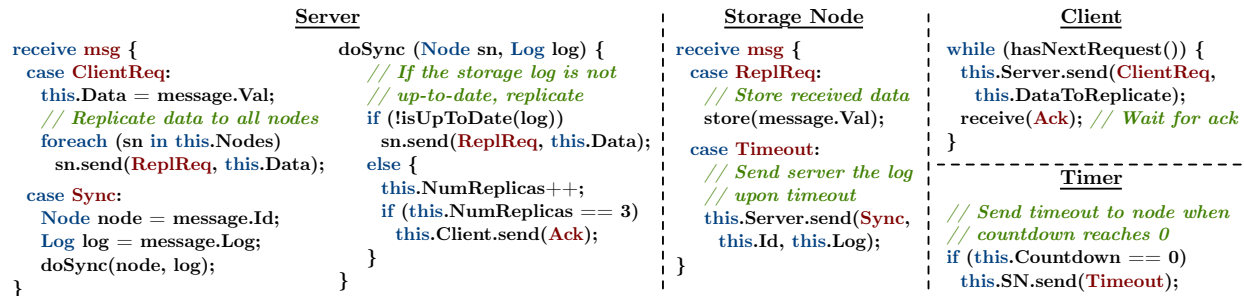 Server
receive msg {
case ClientReq:
this.Data = message.Val;
// Replicate data to all nodes
foreach (sn in this.Nodes)
sn.send(ReplReq, this.Data);
case Sync:
Node node = message.Id;
Log log = message.Log;
doSync(node, log);
}
doSync (Node sn, Log log) {
// If the storage log is not
// up-to-date, replicate
if (!isUpToDate(log))
sn.send(ReplReq, this.Data);
else {
this.NumReplicas++;
if (this.NumReplicas == 3)
this.Client.send(Ack);
}
}
Storage Node
receive msg {
case ReplReq:
// Store received data
store(message.Val);
case Timeout:
// Send server the log
// upon timeout
this.Server.send(Sync,
this.Id, this.Log);
}
Client
while (hasNextRequest()) {
this.Server.send(ClientReq,
this.DataToReplicate);
receive(Ack); // Wait for ack
}
Timer
// Send timeout to node when
// countdown reaches 0
if (this.Countdown == 0)
this.SN.send(Timeout);